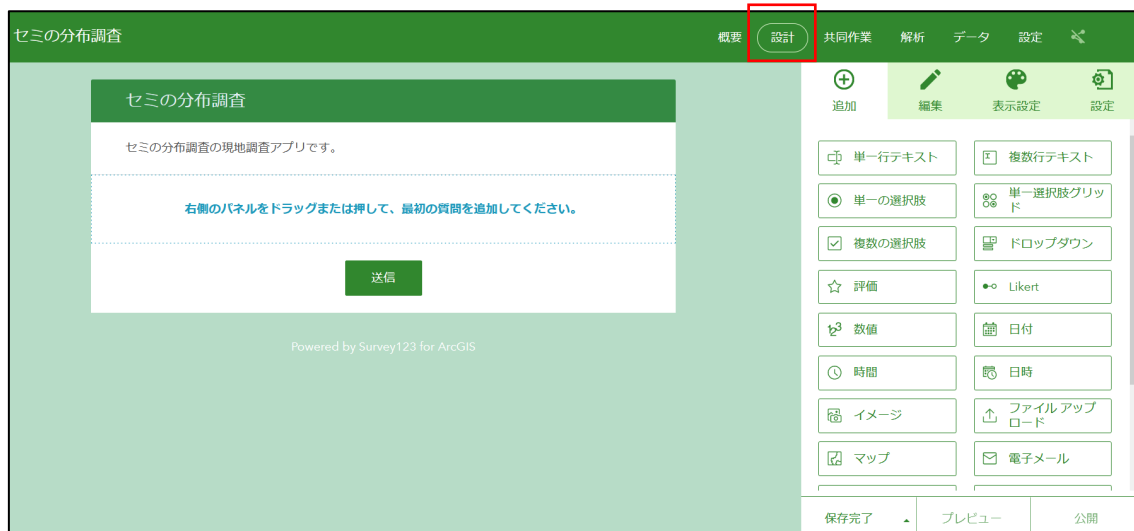 セミの分布調査
概要
設計
共同作業
解析
データ
設定
セミの分布調査
セミの分布調査の現地調査アプリです。
右側のパネルをドラッグまたは押して、最初の質問を追加してください。
送信
Powered by Survey123 for ArcGIS
追加
編集
表示設定
設定
単一行テキスト
複数行テキスト
単一の選択肢
単一選択肢グリッ
ド
複数の選択肢
ドロップダウン
評価
Likert
数値
日付
時間
日時
イメージ
ファイル アップ
ロード
マップ
電子メール
保存完了
プレビュー
公開